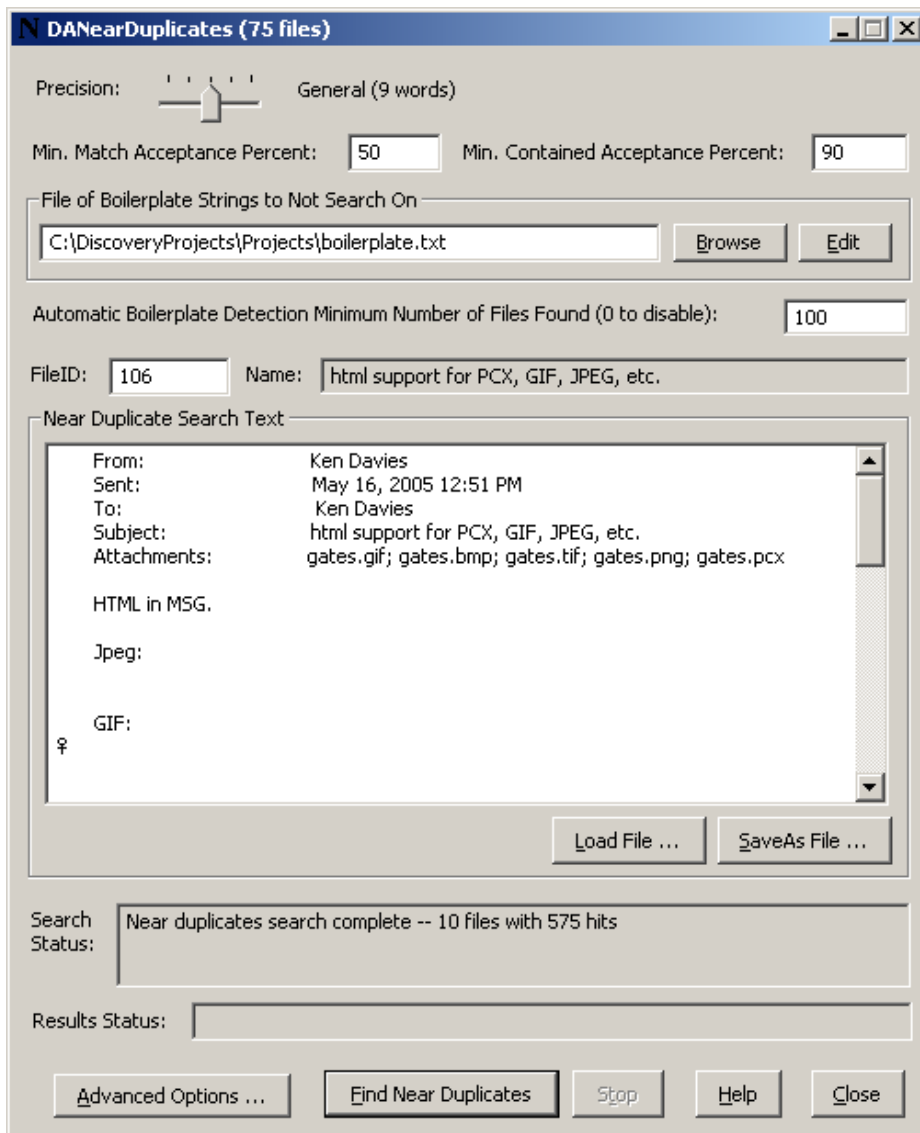 N DANearDuplicates (75 files)
Precision: General (9 words)
Min. Match Acceptance Percent: 50 Min. Contained Acceptance Percent: 90
File of Boilerplate Strings to Not Search On
C:\DiscoveryProjects\Projects\boilerplate.txt Browse Edit
Automatic Boilerplate Detection Minimum Number of Files Found (0 to disable): 100
FileID: 106 Name: html support for PCX, GIF, JPEG, etc.
Near Duplicate Search Text
From: Ken Davies
Sent: May 16, 2005 12:51 PM
To: Ken Davies
Subject: html support for PCX, GIF, JPEG, etc.
Attachments: gates.gif; gates.bmp; gates.tif; gates.png; gates.pcx
HTML in MSG.
Jpeg:
GIF:
♀
Load File ... SaveAs File ...
Search Status: Near duplicates search complete -- 10 files with 575 hits
Results Status:
Advanced Options ... Find Near Duplicates Stop Help Close